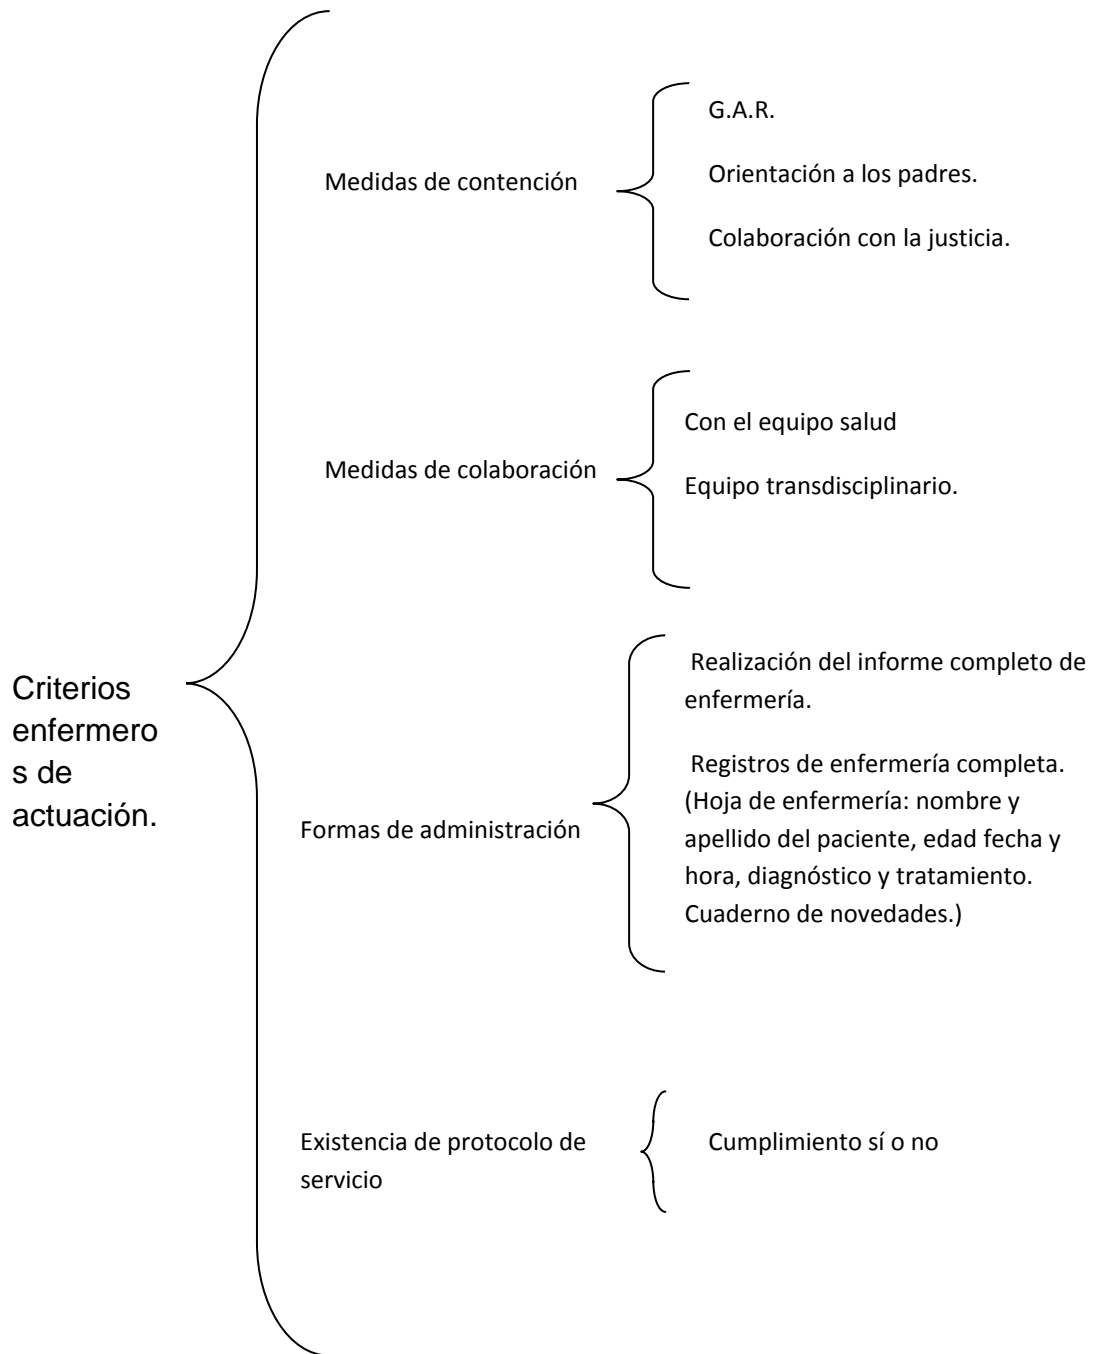 G.A.R.
Medidas de contención
Orientación a los padres.
Colaboración con la justicia.
Con el equipo salud
Medidas de colaboración
Equipo transdisciplinario.
Criterios
enfermero
s de
actuación.
Realización del informe completo de
enfermería.
Registros de enfermería completa.
(Hoja de enfermería: nombre y
apellido del paciente, edad fecha y
hora, diagnóstico y tratamiento.
Cuaderno de novedades.)
Formas de administración
Existencia de protocolo de
servicio
Cumplimiento sí o no